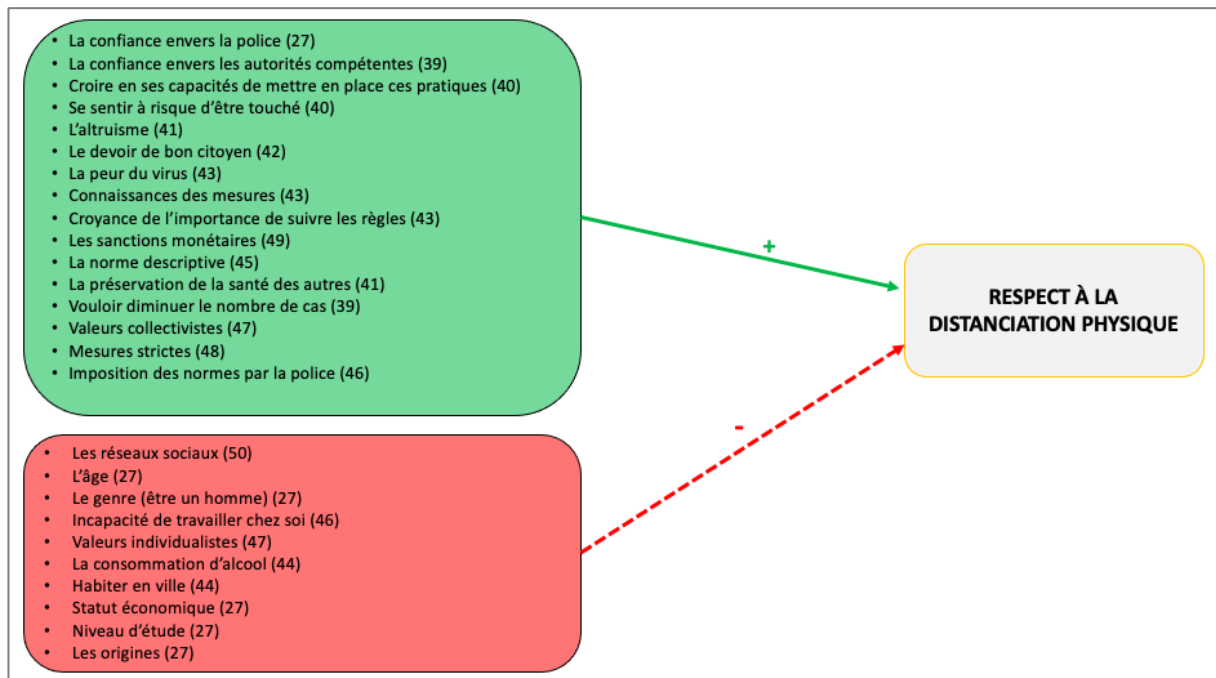 • La confiance envers la police (27)
• La confiance envers les autorités compétentes (39)
• Croire en ses capacités de mettre en place ces pratiques (40)
• Se sentir à risque d'être touché (40)
• L'altruisme (41)
• Le devoir de bon citoyen (42)
• La peur du virus (43)
• Connaissances des mesures (43)
• Croyance de l'importance de suivre les règles (43)
• Les sanctions monétaires (49)
• La norme descriptive (45)
• La préservation de la santé des autres (41)
• Vouloir diminuer le nombre de cas (39)
• Valeurs collectivistes (47)
• Mesures strictes (48)
• Imposition des normes par la police (46)
+
RESPECT À LA
DISTANCIATION PHYSIQUE
-
• Les réseaux sociaux (50)
• L'âge (27)
• Le genre (être un homme) (27)
• Incapacité de travailler chez soi (46)
• Valeurs individualistes (47)
• La consommation d'alcool (44)
• Habiter en ville (44)
• Statut économique (27)
• Niveau d'étude (27)
• Les origines (27)